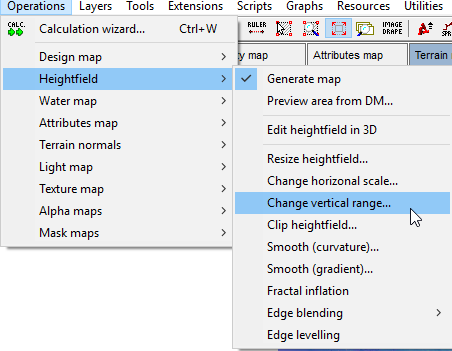 Operations Layers Tools Extensions Scripts Graphs Resources Utilities
CALC. RULER IMAGE DRAPE
Calculation wizard... Ctrl+W
y map Attributes map Terrain
Design map
Heightfield
Water map
Attributes map
Terrain normals
Light map
Texture map
Alpha maps
Mask maps
Generate map
Preview area from DM...
Edit heightfield in 3D
Resize heightfield...
Change horizonal scale...
Change vertical range...
Clip heightfield...
Smooth (curvature)...
Smooth (gradient)...
Fractal inflation
Edge blending
Edge levelling